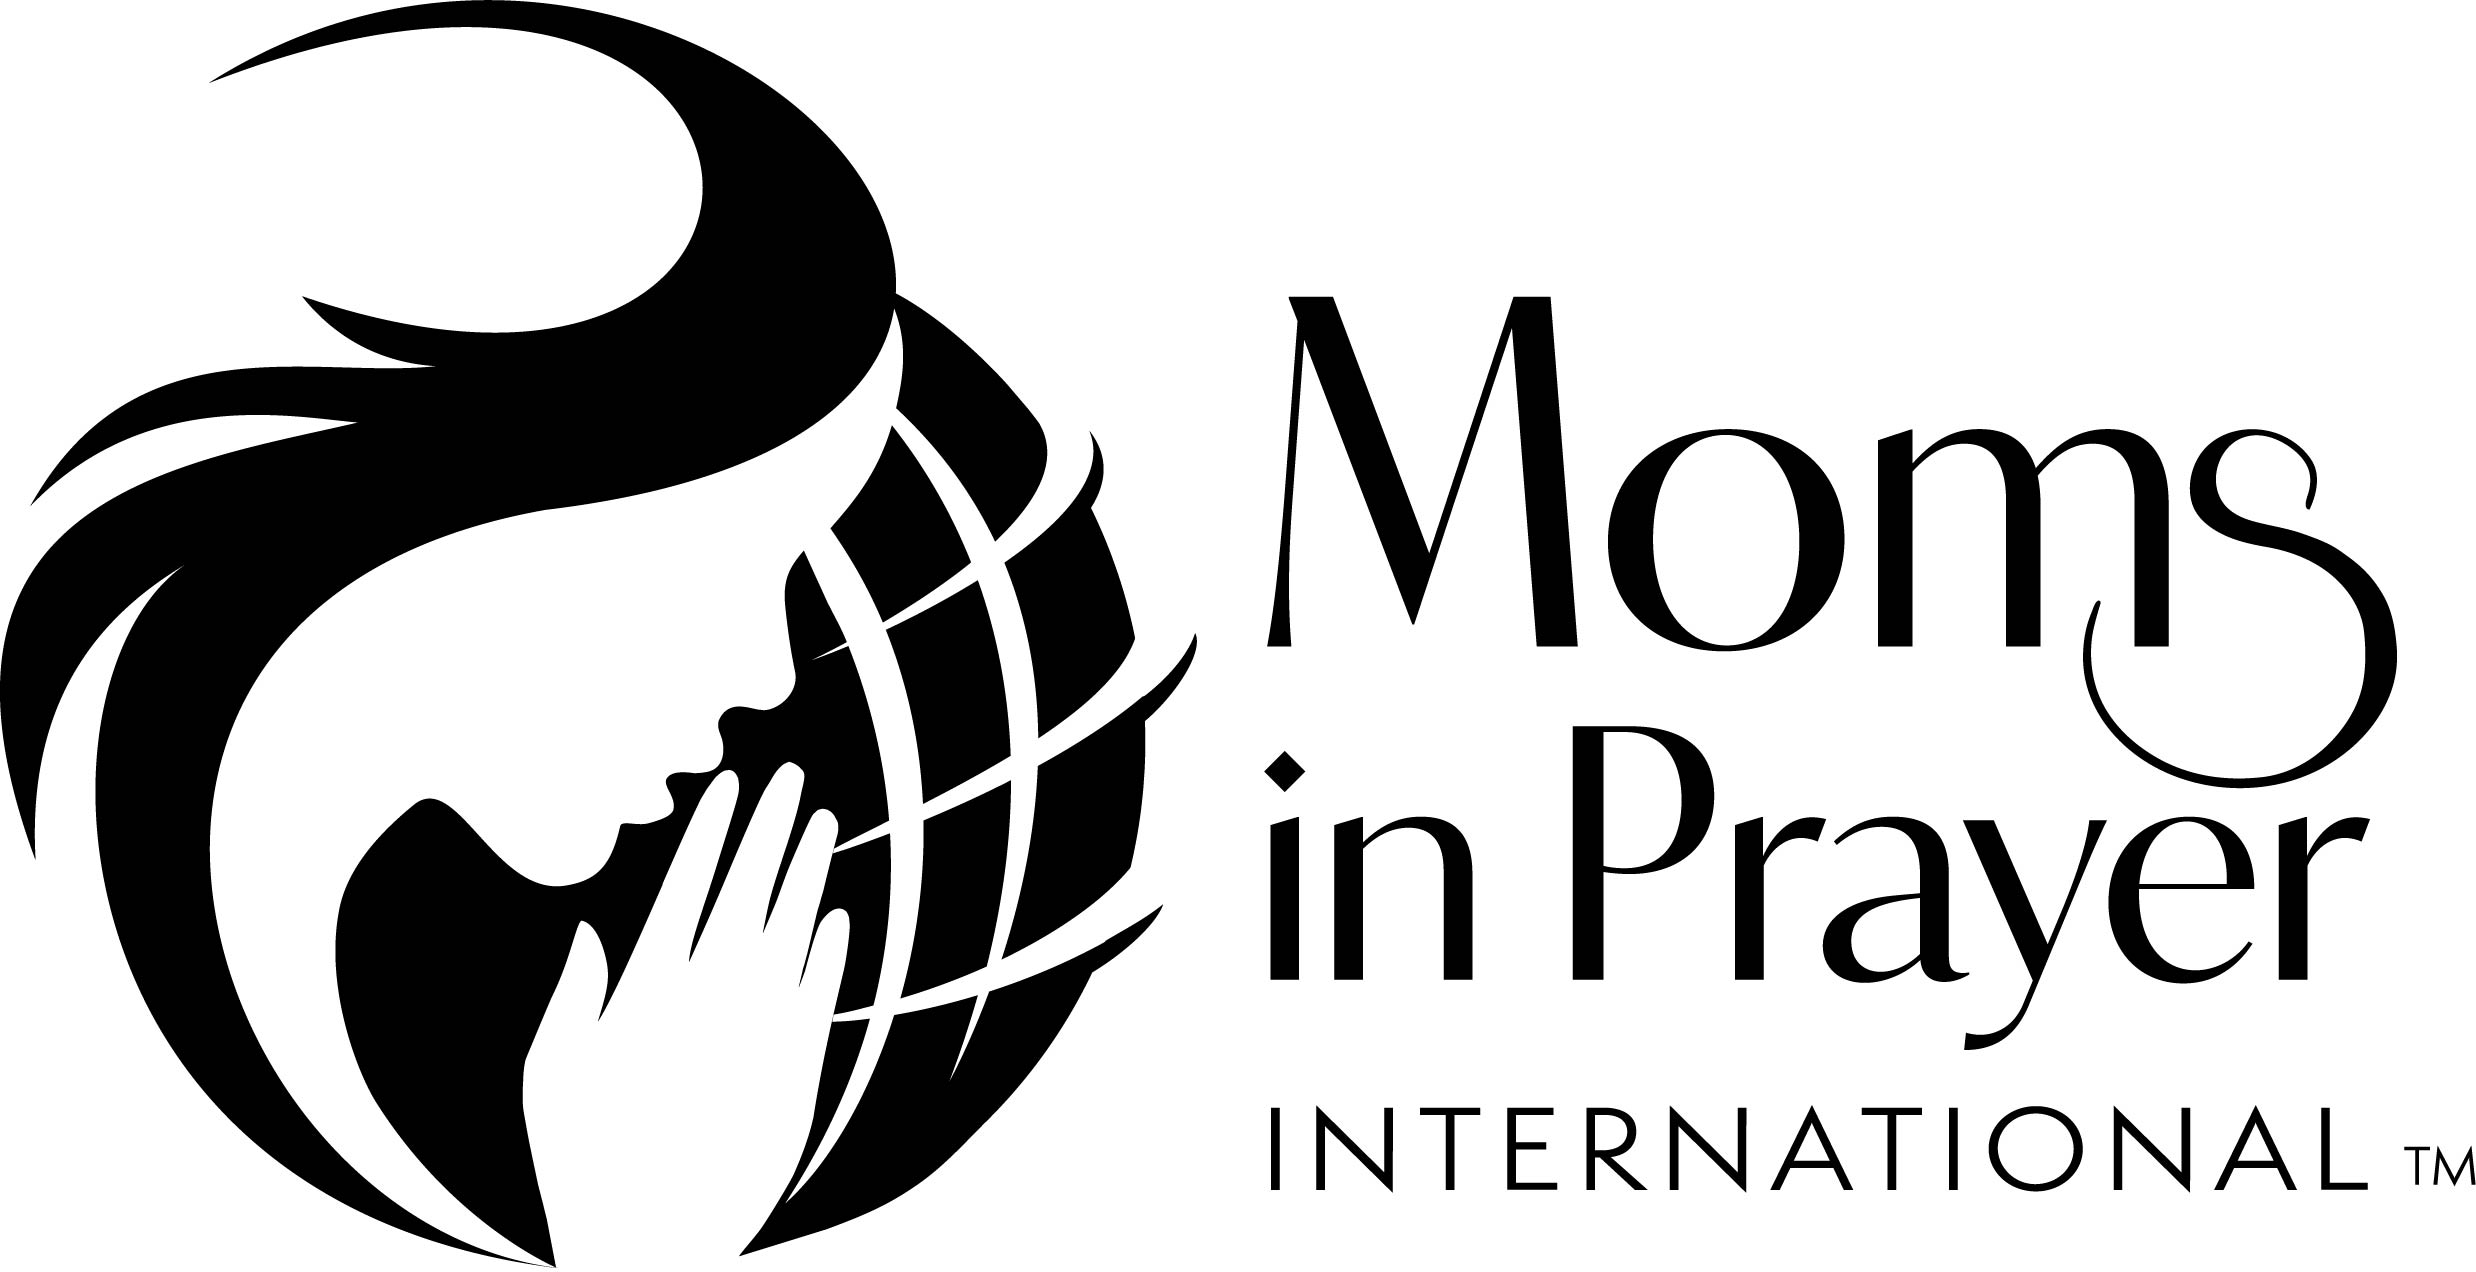 Moms
in Prayer
INTERNATIONAL ™